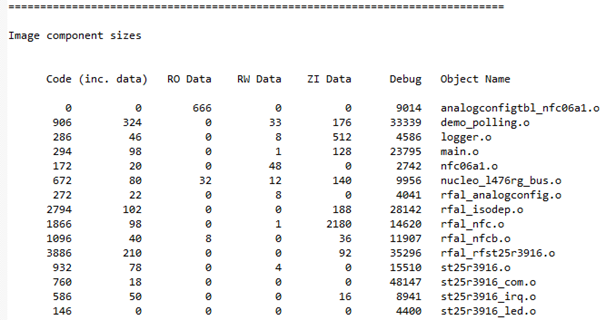 ==============================================================================
Image component sizes
Code (inc. data) RO Data RW Data ZI Data Debug Object Name
0 0 666 0 0 9014 analogconfigtbl_nfc06a1.o
906 324 0 33 176 33339 demo_polling.o
286 46 0 8 512 4586 logger.o
294 98 0 1 128 23795 main.o
172 20 0 48 0 2742 nfc06a1.o
672 80 32 12 140 9956 nucleo_l476rg_bus.o
272 22 0 8 0 4041 rfal_analogconfig.o
2794 102 0 0 188 28142 rfal_isodep.o
1866 98 0 1 2180 14620 rfal_nfc.o
1096 40 8 0 36 11907 rfal_nfcb.o
3886 210 0 0 92 35296 rfal_rfst25r3916.o
932 78 0 4 0 15510 st25r3916.o
760 18 0 0 0 48147 st25r3916_com.o
586 50 0 0 16 8941 st25r3916_irq.o
146 0 0 0 0 4400 st25r3916_led.o